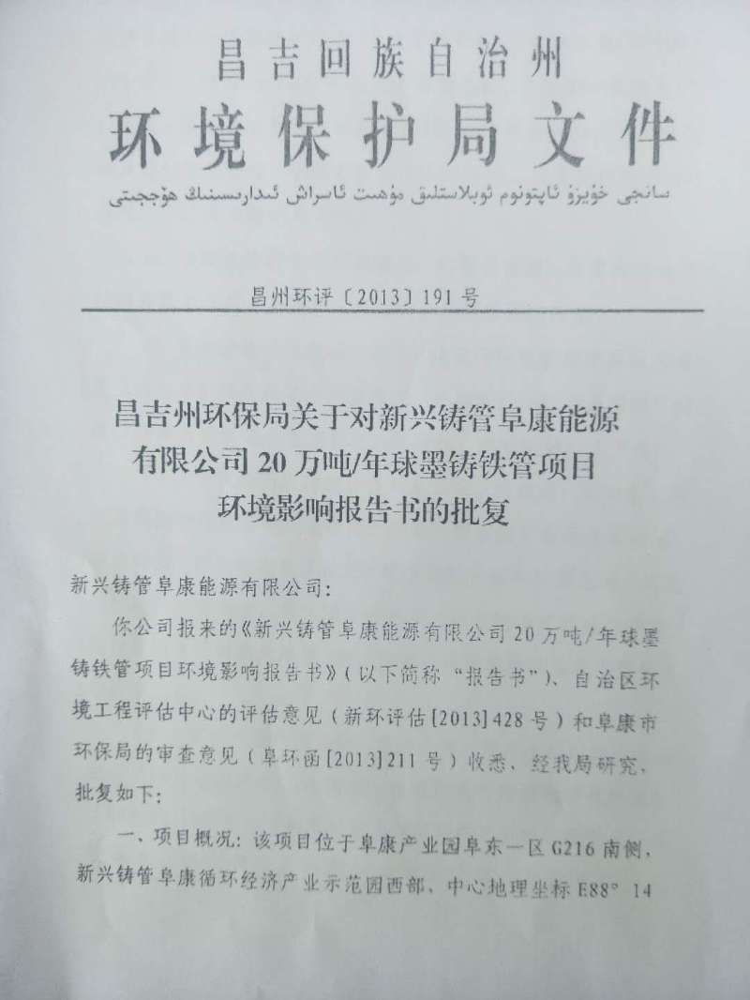 昌吉回族自治州
环境保护局文件
سانجى خۇيزۇ ئاپتونوم ئوبلاستلىق مۇھىت ئاسراش ئىدارىسىنىڭ ھۆججىتى
昌州环评〔2013〕191号
昌吉州环保局关于对新兴铸管阜康能源
有限公司20万吨/年球墨铸铁管项目
环境影响报告书的批复
新兴铸管阜康能源有限公司：
你公司报来的《新兴铸管阜康能源有限公司20万吨/年球墨
铸铁管项目环境影响报告书》（以下简称“报告书”）、自治区环
境工程评估中心的评估意见（新环评估[2013]428号）和阜康市
环保局的审查意见（阜环函[2013]211号）收悉，经我局研究，
批复如下：
一、项目概况：该项目位于阜康产业园阜东一区G216南侧，
新兴铸管阜康循环经济产业示范园西部、中心地理坐标E88° 14